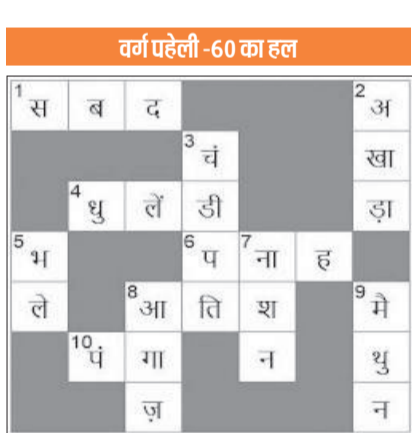 वर्ग पहेली -60 का हल
1 स ब द 2 अ
3 चं खा
4 धु लें डी ड़ा
5 भ 6 प 7 ना ह
ले 8 आ ति श 9 मै
10 पं गा न थु
ज़ न